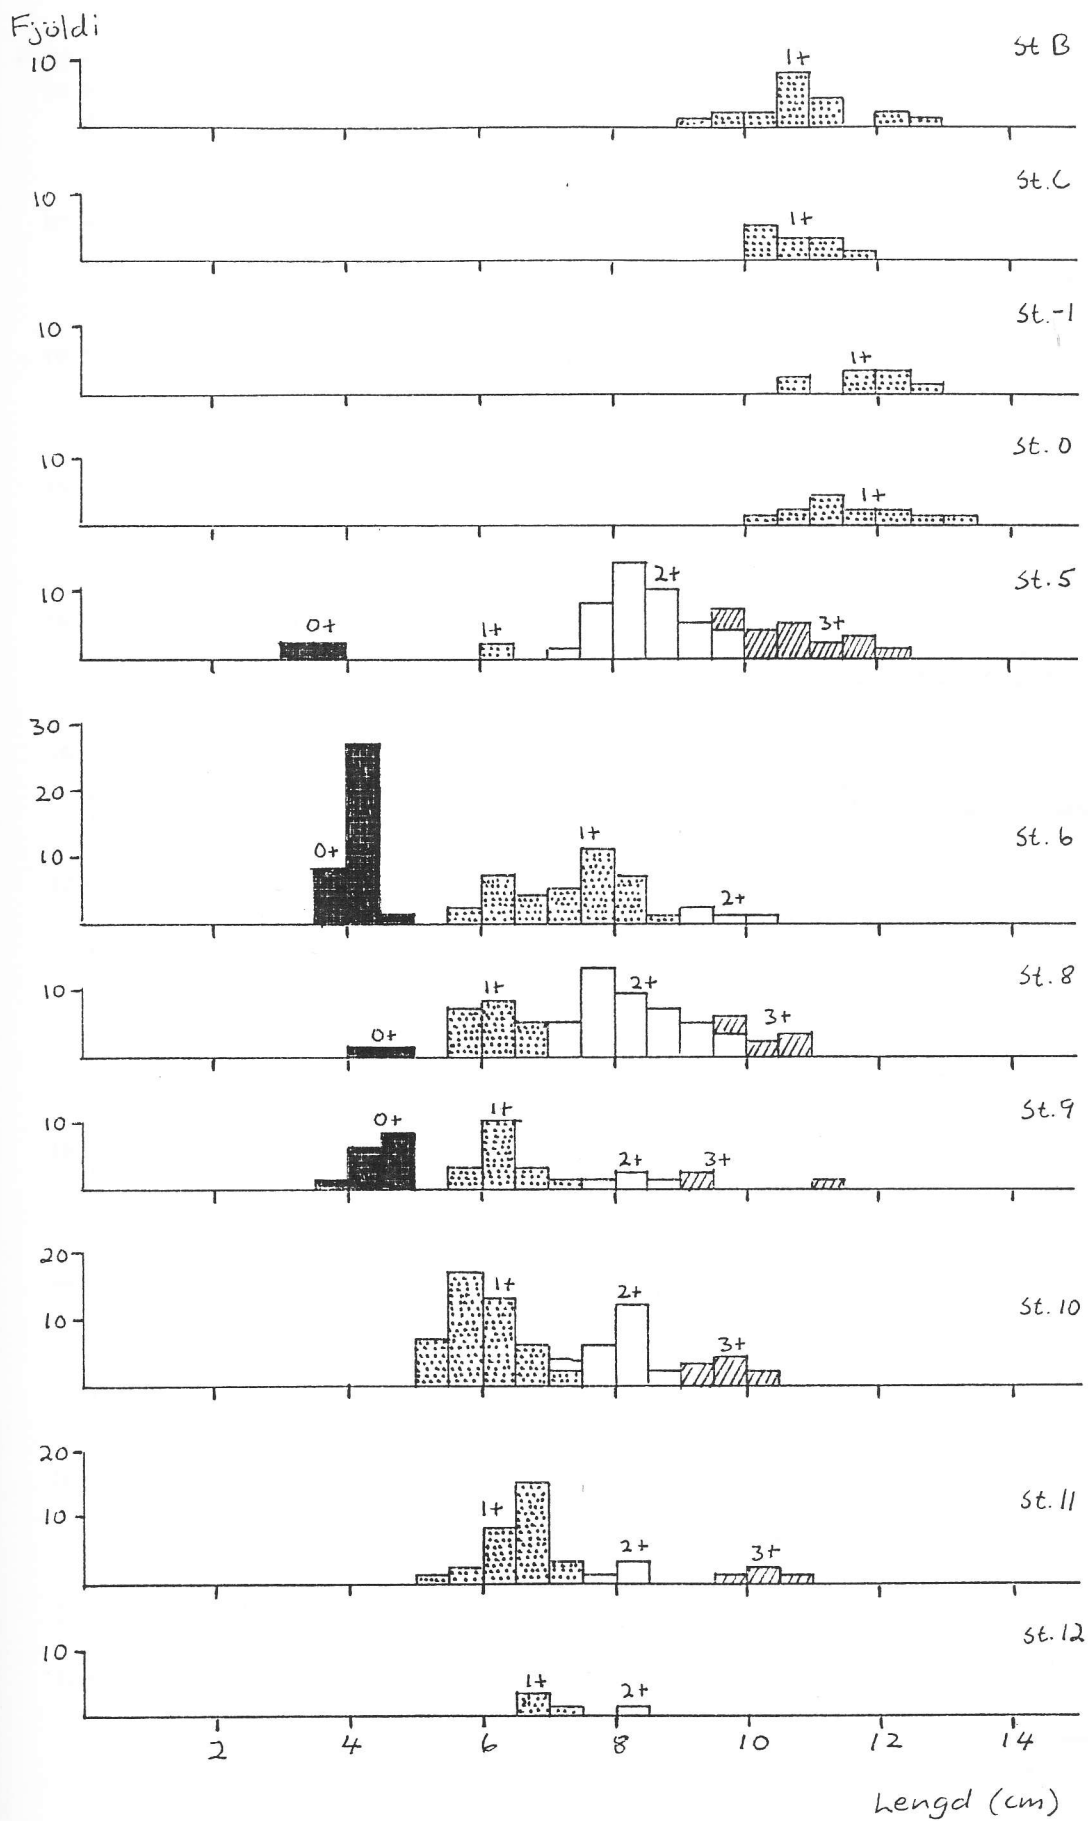 Fjöldi
St B
10
1+
St. C
10
1+
St. -1
10
1+
St. 0
10
1+
St. 5
10
0+ 1+ 2+ 3+
30
20
10
St. 6
0+ 1+ 2+
St. 8
10
0+ 1+ 2+ 3+
St. 9
10
0+ 1+ 2+ 3+
20
10
St. 10
1+ 2+ 3+
20
10
St. 11
1+ 2+ 3+
St. 12
10
1+ 2+
2 4 6 8 10 12 14
Lengd (cm)